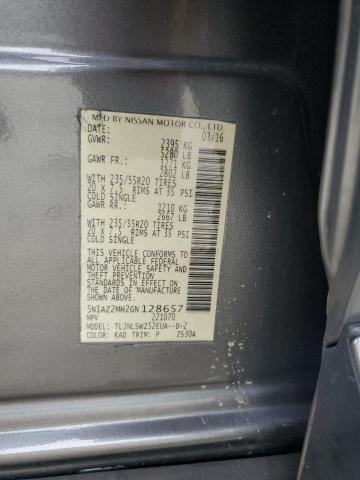 MFD BY NISSAN MOTOR CO., LTD.
DATE: 03/16
GVWR: 2395 KG
5280 LB
GAWR FR.: 1271 KG
2802 LB
WITH 235/55R20 TIRES
20 X 7.5 RIMS AT 35 PSI
COLD SINGLE
GAWR RR.: 1210 KG
2667 LB
WITH 235/55R20 TIRES
20 X 7.5 RIMS AT 35 PSI
COLD SINGLE
THIS VEHICLE CONFORMS TO ALL
APPLICABLE FEDERAL MOTOR
VEHICLE SAFETY STANDARDS
AND THEFT PREVENTION
STANDARDS IN EFFECT ON THE
DATE OF MANUFACTURE
SHOWN ABOVE.
5N1AZ2MH2GN128657
MPV 221070
MODEL: TLJNLSWZ52EUA--D-Z
COLOR: KAD TRIM: P 2S30A